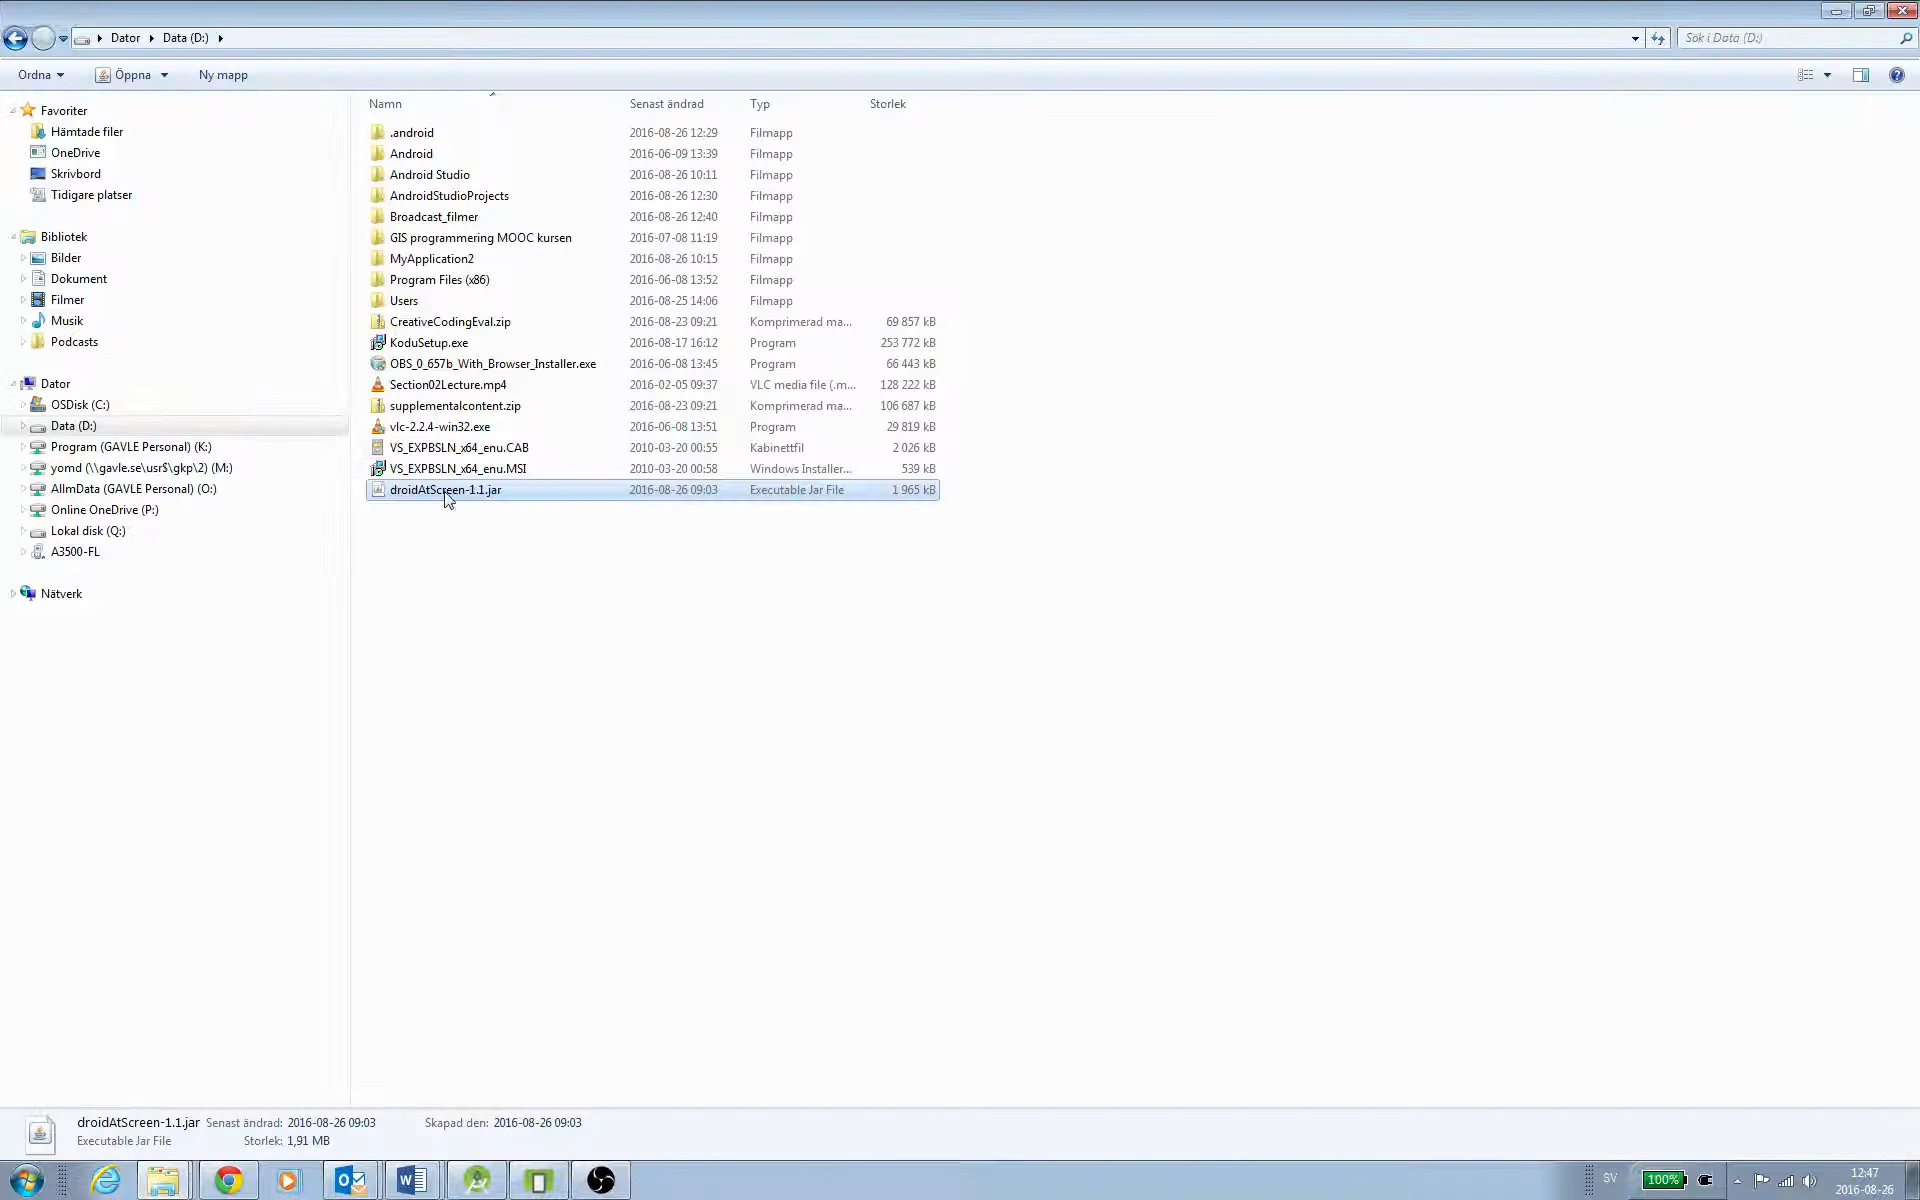 Dator Data (D:) Sök i Data (D:)
Ordna Öppna Ny mapp
Favoriter
Hämtade filer
OneDrive
Skrivbord
Tidigare platser
Bibliotek
Bilder
Dokument
Filmer
Musik
Podcasts
Dator
OSDisk (C:)
Data (D:)
Program (GAVLE Personal) (K:)
yomd (\\gavle.se\usr$\gkp\2) (M:)
AllmData (GAVLE Personal) (O:)
Online OneDrive (P:)
Lokal disk (Q:)
A3500-FL
Nätverk
Namn Senast ändrad Typ Storlek
.android 2016-08-26 12:29 Filmapp
Android 2016-06-09 13:39 Filmapp
Android Studio 2016-08-26 10:11 Filmapp
AndroidStudioProjects 2016-08-26 12:30 Filmapp
Broadcast_filmer 2016-08-26 12:40 Filmapp
GIS programmering MOOC kursen 2016-07-08 11:19 Filmapp
MyApplication2 2016-08-26 10:15 Filmapp
Program Files (x86) 2016-06-08 13:52 Filmapp
Users 2016-08-25 14:06 Filmapp
CreativeCodingEval.zip 2016-08-23 09:21 Komprimerad ma... 69 857 kB
KoduSetup.exe 2016-08-17 16:12 Program 253 772 kB
OBS_0_657b_With_Browser_Installer.exe 2016-06-08 13:45 Program 66 443 kB
Section02Lecture.mp4 2016-02-05 09:37 VLC media file (.m... 128 222 kB
supplementalcontent.zip 2016-08-23 09:21 Komprimerad ma... 106 687 kB
vlc-2.2.4-win32.exe 2016-06-08 13:51 Program 29 819 kB
VS_EXPBSLN_x64_enu.CAB 2010-03-20 00:55 Kabinettfil 2 026 kB
VS_EXPBSLN_x64_enu.MSI 2010-03-20 00:58 Windows Installer... 539 kB
droidAtScreen-1.1.jar 2016-08-26 09:03 Executable Jar File 1 965 kB
droidAtScreen-1.1.jar Senast ändrad: 2016-08-26 09:03 Skapad den: 2016-08-26 09:03
Executable Jar File Storlek: 1,91 MB
SV 100% 12:47
2016-08-26